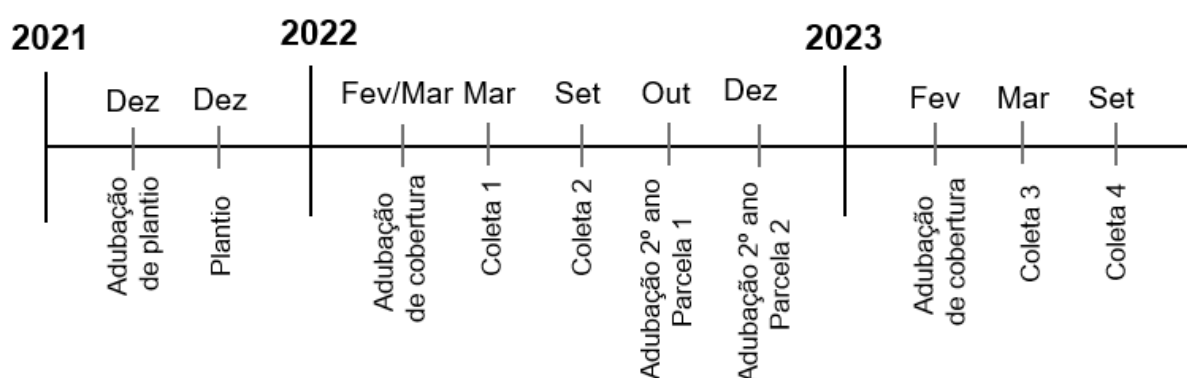 2021
2022
2023
Dez
Dez
Fev/Mar
Mar
Set
Out
Dez
Fev
Mar
Set
Adubação
de plantio
Plantio
Adubação
de cobertura
Coleta 1
Coleta 2
Adubação 2º ano
Parcela 1
Adubação 2º ano
Parcela 2
Adubação
de cobertura
Coleta 3
Coleta 4